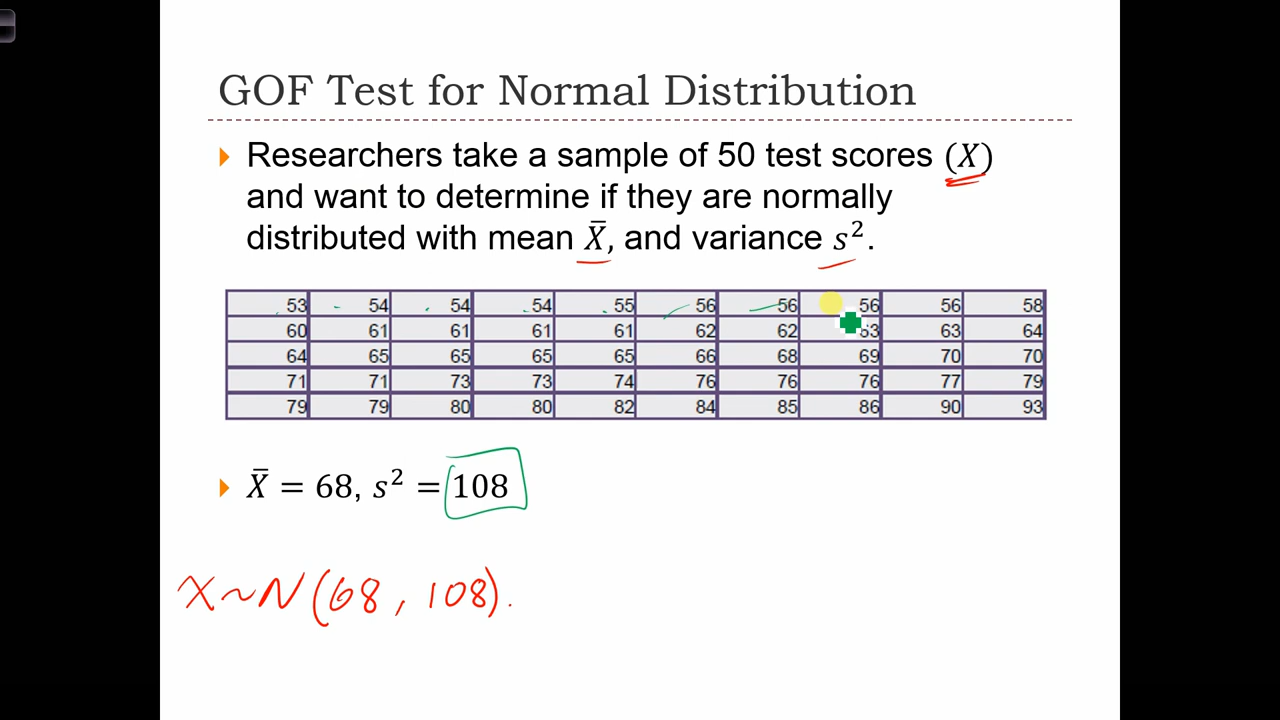 GOF Test for Normal Distribution
Researchers take a sample of 50 test scores (X)
and want to determine if they are normally
distributed with mean X̄, and variance s².
53 54 54 54 55 56 56 56 56 58
60 61 61 61 61 62 62 63 63 64
64 65 65 65 65 66 68 69 70 70
71 71 73 73 74 76 76 76 77 79
79 79 80 80 82 84 85 86 90 93
X̄ = 68, s² = 108
X~N(68, 108).